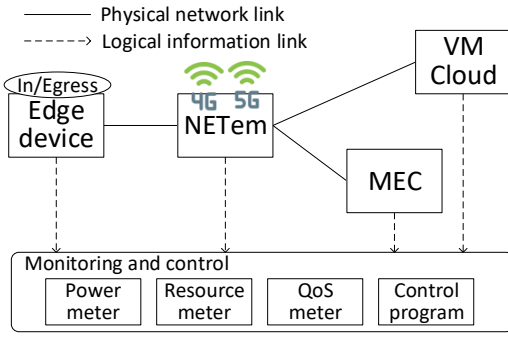 Physical network link
Logical information link
VM
Cloud
In/Egress
Edge
device
4G 5G
NETem
MEC
Monitoring and control
Power
meter
Resource
meter
QoS
meter
Control
program